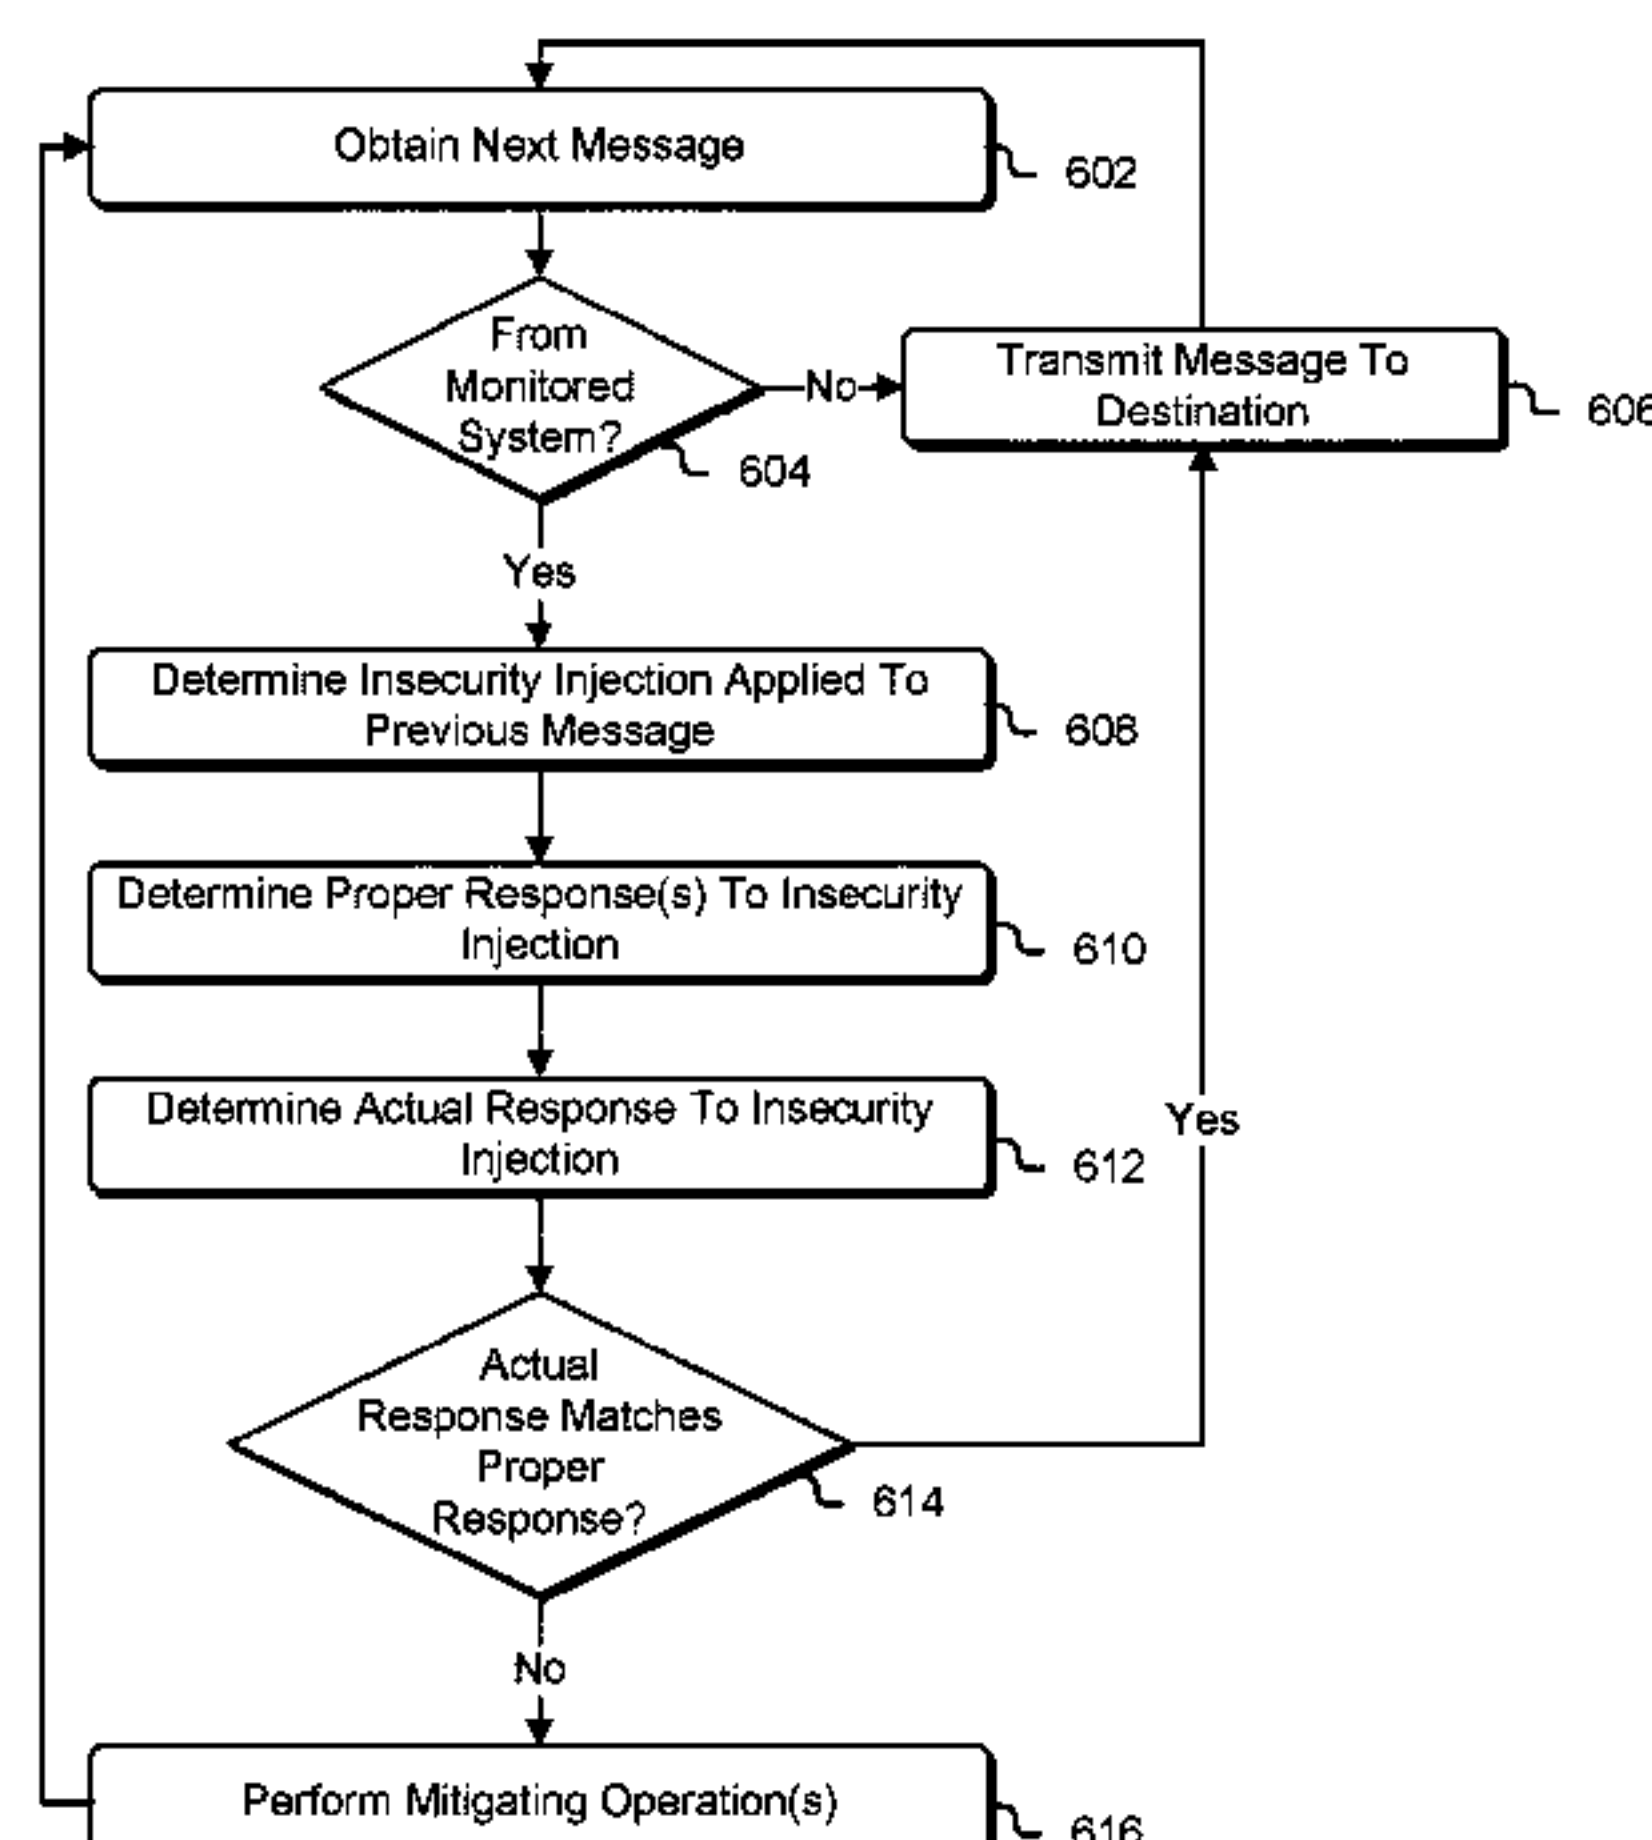 Obtain Next Message
602
From
Monitored
System?
604
No
Transmit Message To
Destination
606
Yes
Determine Insecurity Injection Applied To
Previous Message
608
Determine Proper Response(s) To Insecurity
Injection
610
Determine Actual Response To Insecurity
Injection
612
Yes
Actual
Response Matches
Proper
Response?
614
No
Perform Mitigating Operation(s)
616